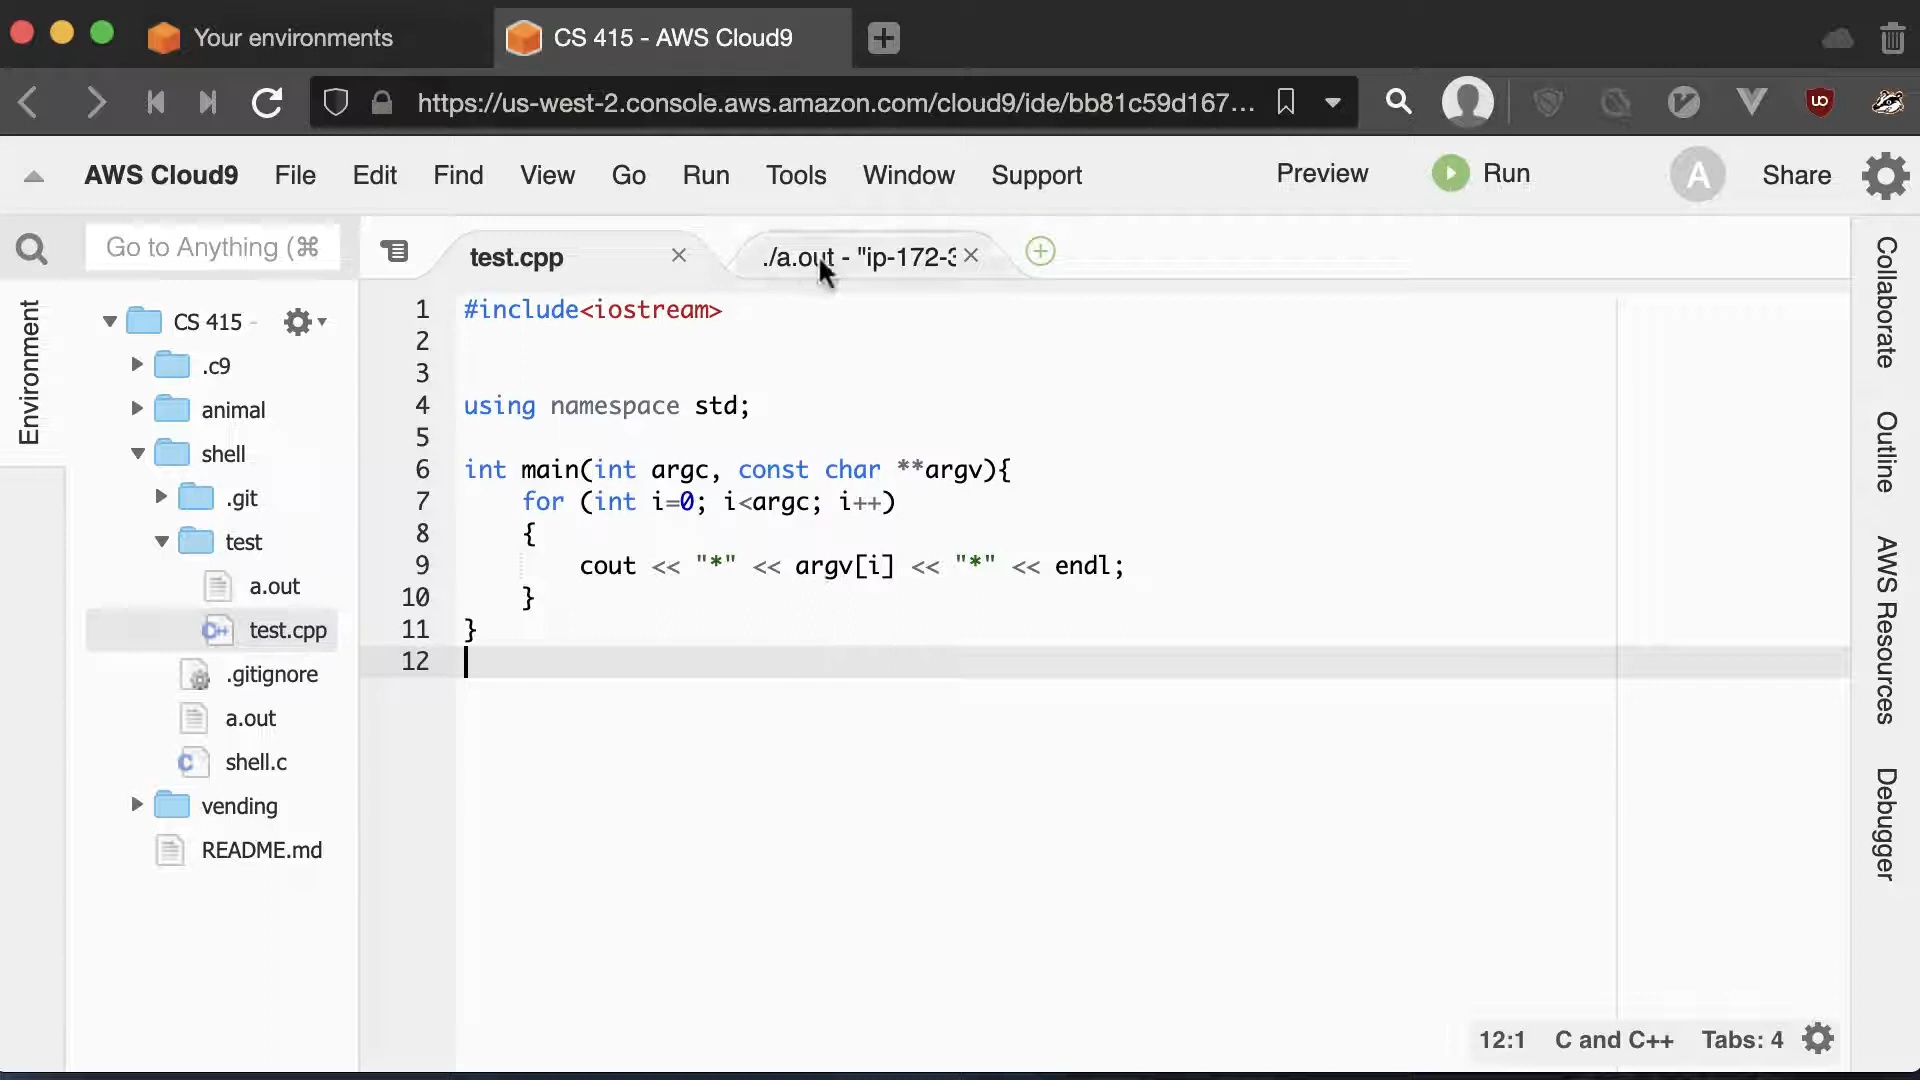 Your environments
CS 415 - AWS Cloud9
https://us-west-2.console.aws.amazon.com/cloud9/ide/bb81c59d167...
AWS Cloud9 File Edit Find View Go Run Tools Window Support Preview Run A Share
Go to Anything (⌘
test.cpp
./a.out - "ip-172-3
Environment
CS 415 -
.c9
animal
shell
.git
test
a.out
test.cpp
.gitignore
a.out
shell.c
vending
README.md
1 #include<iostream>
2
3
4 using namespace std;
5
6 int main(int argc, const char **argv){
7 for (int i=0; i<argc; i++)
8 {
9 cout << "*" << argv[i] << "*" << endl;
10 }
11 }
12
Collaborate
Outline
AWS Resources
Debugger
12:1 C and C++ Tabs: 4